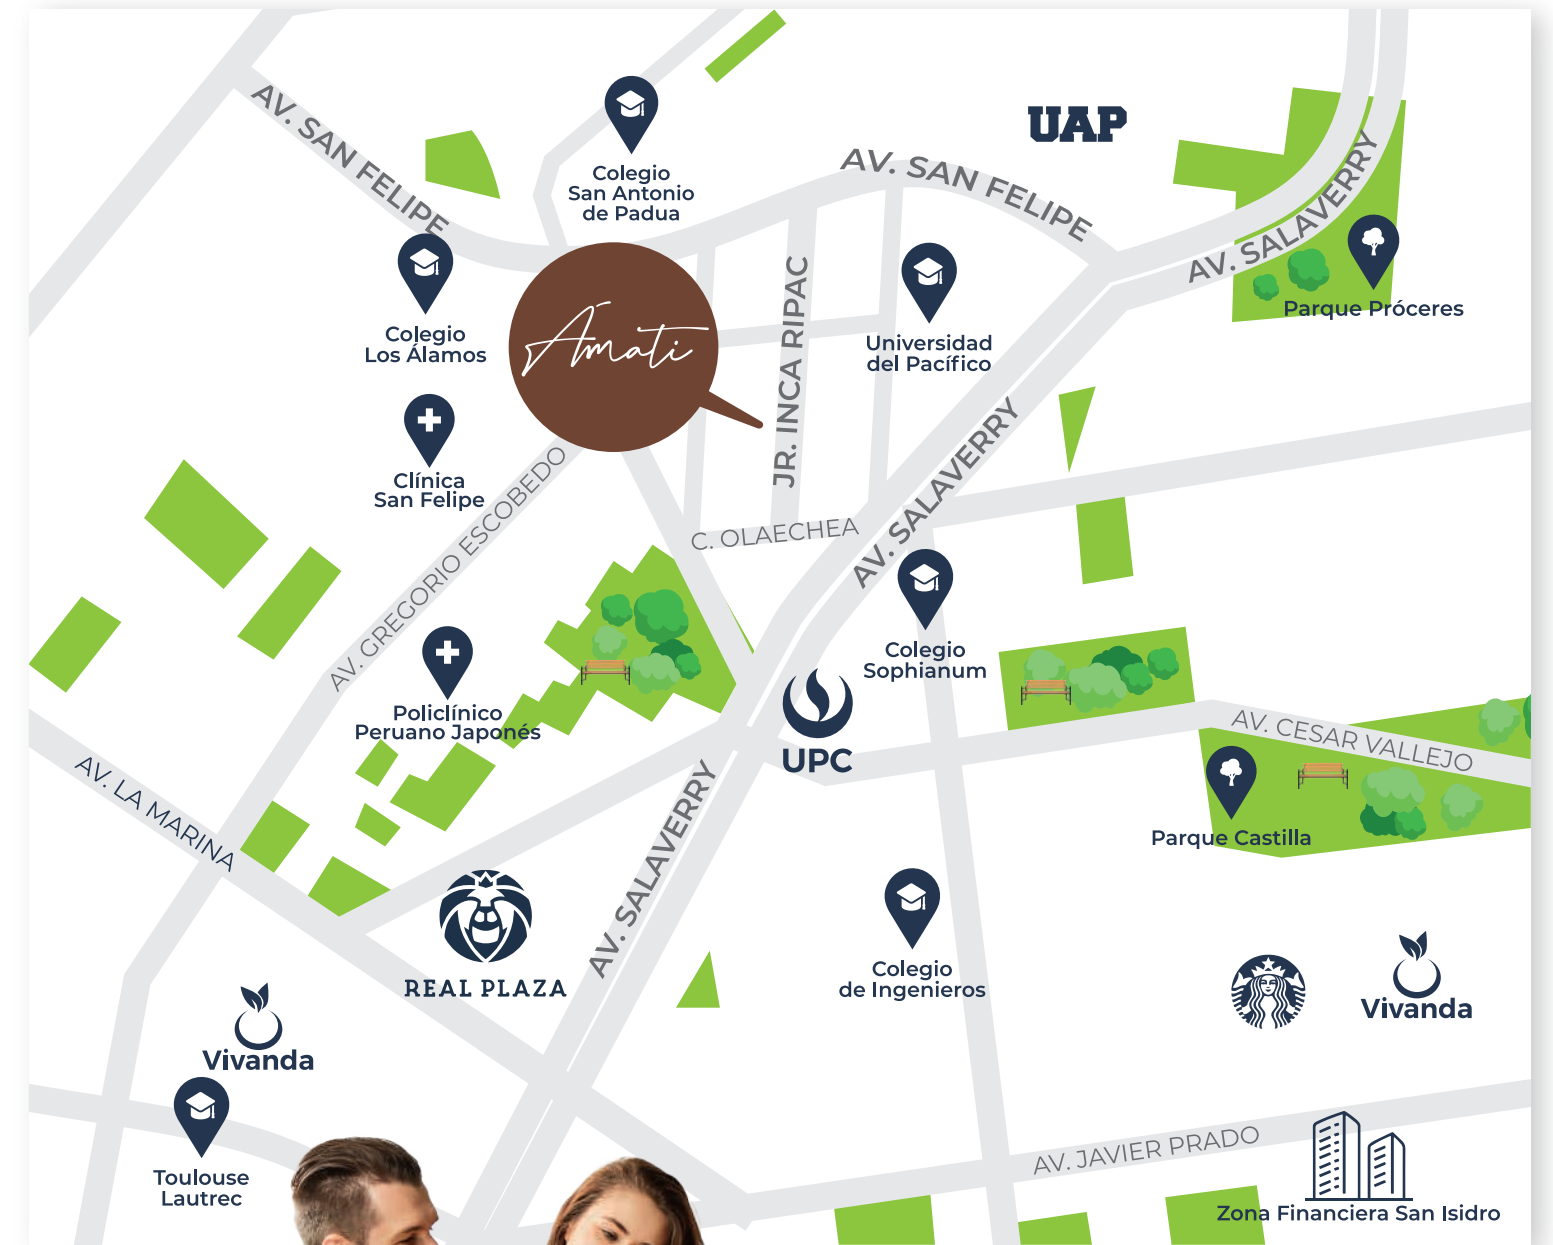 AV. SAN FELIPE
Colegio
San Antonio
de Padua
UAP
AV. SAN FELIPE
AV. SALAVERRY
Parque Próceres
Colegio
Los Álamos
Ámati
JR. INCA RIPAC
Universidad
del Pacífico
Clínica
San Felipe
AV. GREGORIO ESCOBEDO
C. OLAECHEA
AV. SALAVERRY
Colegio
Sophianum
Policlínico
Peruano Japonés
UPC
AV. CESAR VALLEJO
AV. LA MARINA
Parque Castilla
AV. SALAVERRY
REAL PLAZA
Colegio
de Ingenieros
Vivanda
Vivanda
Toulouse
Lautrec
AV. JAVIER PRADO
Zona Financiera San Isidro